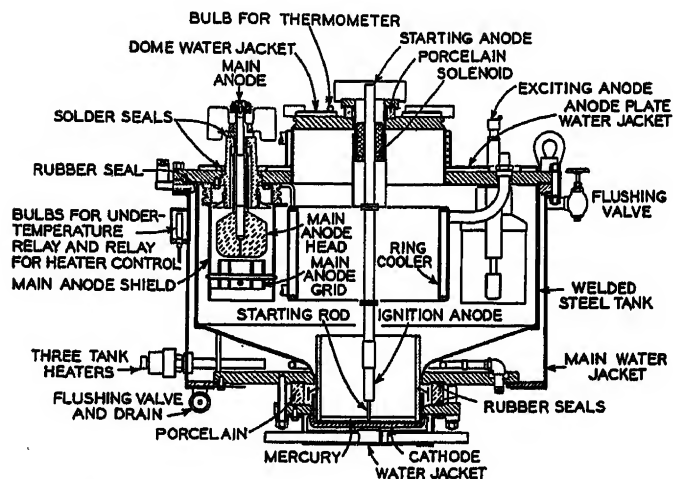 BULB FOR THERMOMETER
DOME WATER JACKET
MAIN
ANODE
STARTING ANODE
PORCELAIN
SOLENOID
EXCITING ANODE
ANODE PLATE
WATER JACKET
SOLDER SEALS
RUBBER SEAL
FLUSHING
VALVE
BULBS FOR UNDER-
TEMPERATURE
RELAY AND RELAY
FOR HEATER CONTROL
MAIN ANODE SHIELD
MAIN ANODE
HEAD
MAIN
ANODE
GRID
RING
COOLER
WELDED
STEEL TANK
STARTING ROD
IGNITION ANODE
THREE TANK
HEATERS
MAIN WATER
JACKET
FLUSHING VALVE
AND DRAIN
PORCELAIN
RUBBER SEALS
MERCURY
CATHODE
WATER JACKET